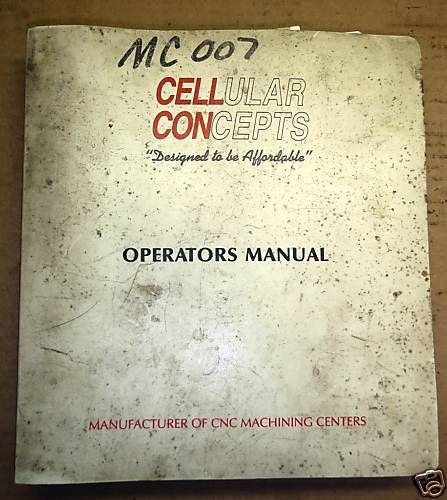 MC 007
CELLULAR
CONCEPTS
"Designed to be Affordable"
OPERATORS MANUAL
MANUFACTURER OF CNC MACHINING CENTERS